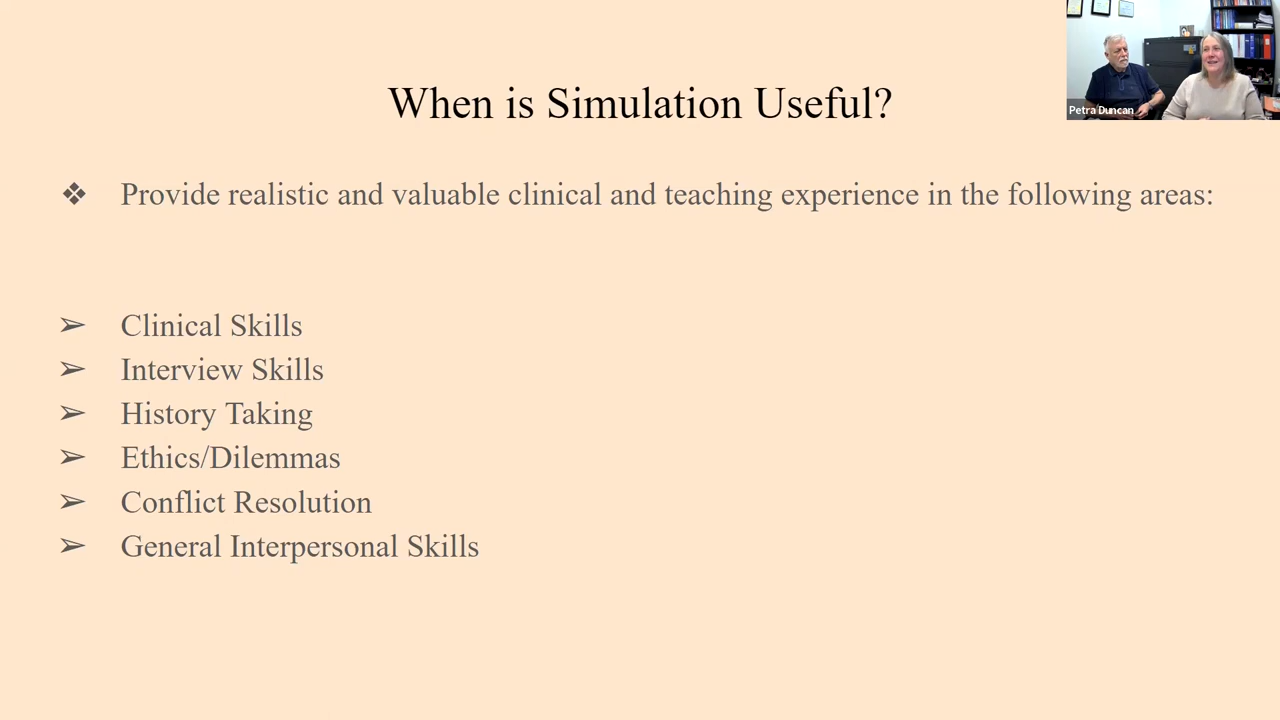 When is Simulation Useful?
Petra Duncan
❖ Provide realistic and valuable clinical and teaching experience in the following areas:
➢ Clinical Skills
➢ Interview Skills
➢ History Taking
➢ Ethics/Dilemmas
➢ Conflict Resolution
➢ General Interpersonal Skills